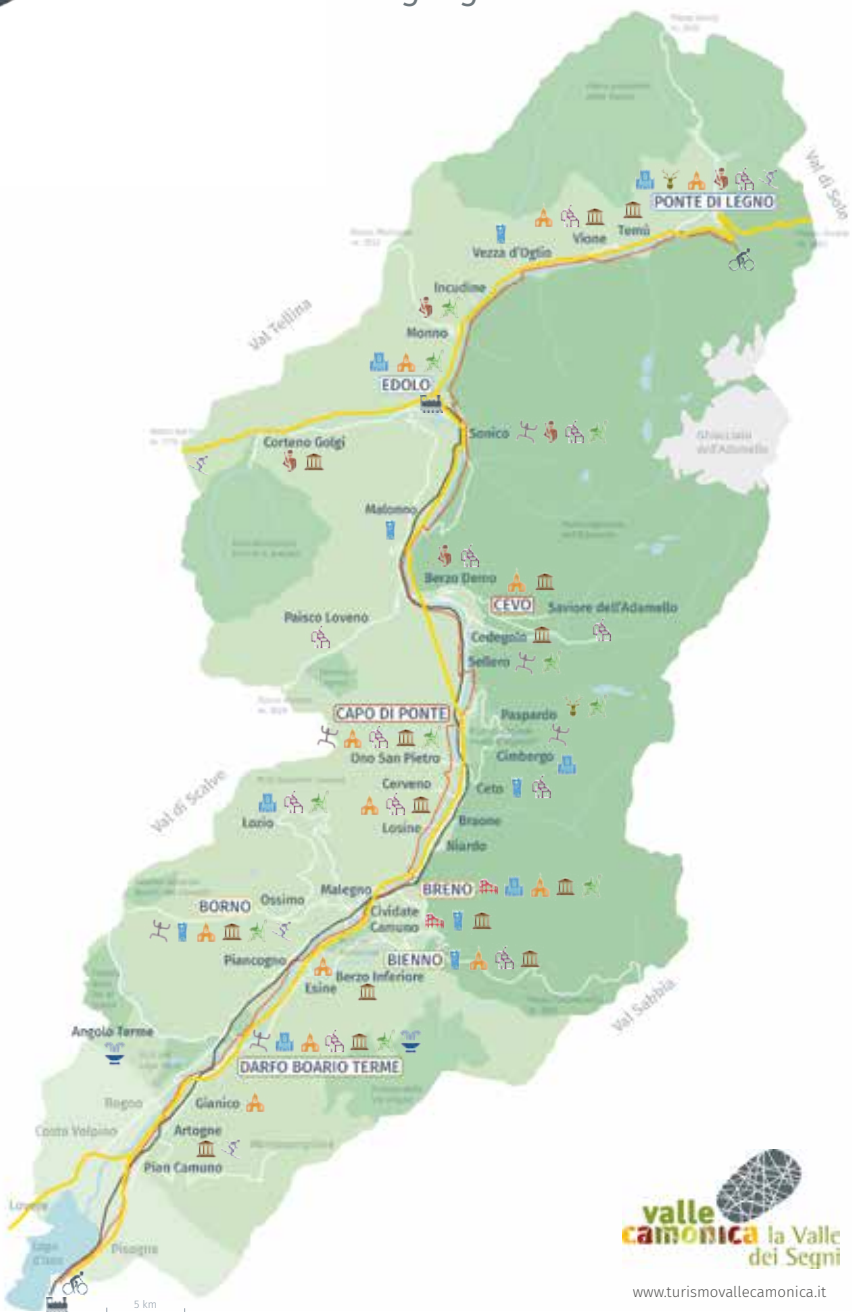 PONTE DI LEGNO
Val di Sole
Temù
Vione
Vezza d'Oglio
Incudine
Val Tellina
Monno
EDOLO
Sonico
Corteno Golgi
Ghiacciaio
dell'Adamello
Malonno
Berzo Demo
CEVO
Saviore dell'Adamello
Paisco Loveno
Cedegolo
Sellero
CAPO DI PONTE
Paspardo
Ono San Pietro
Cimbergo
Val di Scalve
Cerveno
Ceto
Lozio
Losine
Braone
Niardo
Malegno
BRENO
Ossimo
BORNO
Cividate
Camuno
Piancogno
BIENNO
Berzo Inferiore
Esine
Val Sabbia
Angolo Terme
DARFO BOARIO TERME
Rogno
Gianico
Costa Volpino
Artogne
Pian Camuno
Lovere
Lago
d'Iseo
Pisogne
5 km
valle
camonica la Valle
dei Segni
www.turismovallecamonica.it